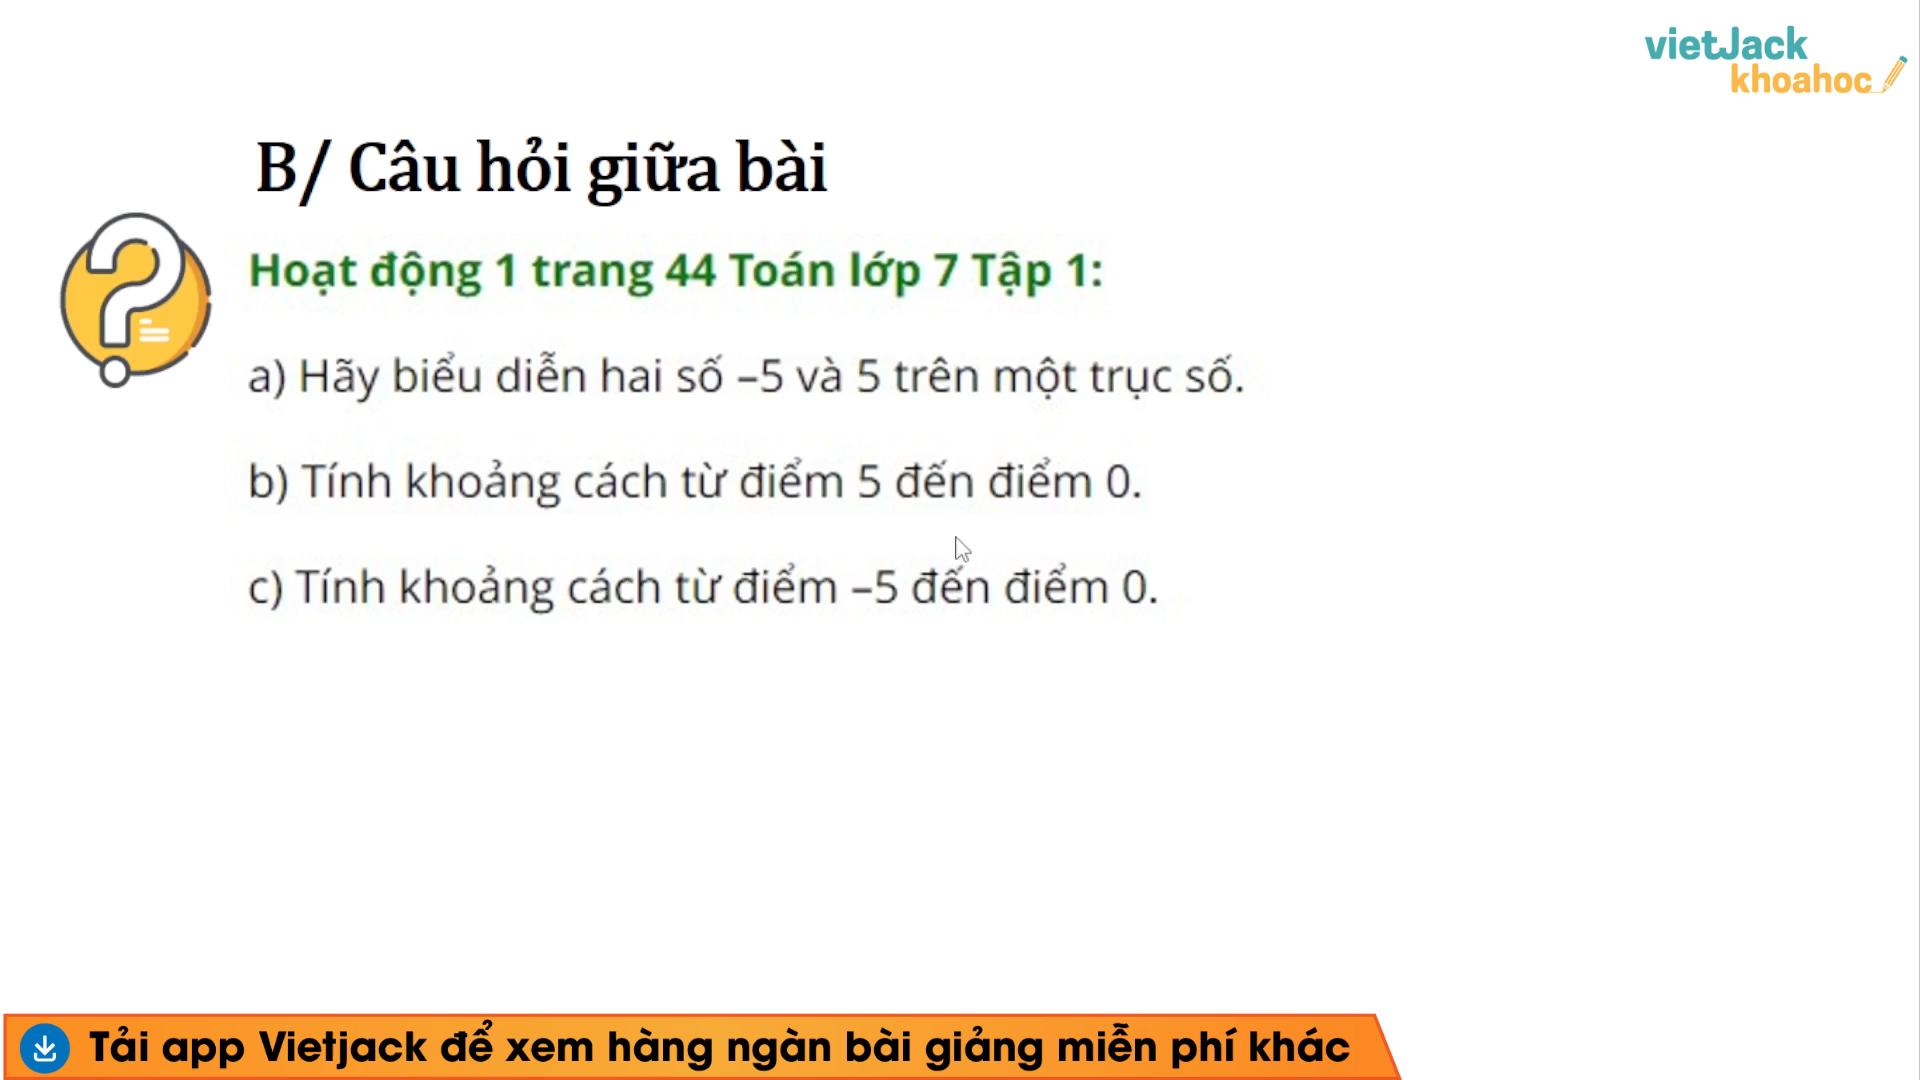 vietJack
khoahoc
B/ Câu hỏi giữa bài
Hoạt động 1 trang 44 Toán lớp 7 Tập 1:
a) Hãy biểu diễn hai số –5 và 5 trên một trục số.
b) Tính khoảng cách từ điểm 5 đến điểm 0.
c) Tính khoảng cách từ điểm –5 đến điểm 0.
Tải app Vietjack để xem hàng ngàn bài giảng miễn phí khác